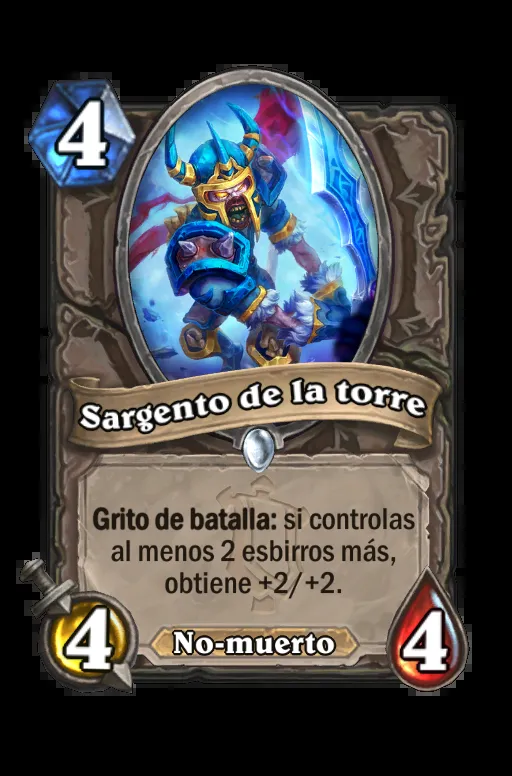 4
Sargento de la torre
Grito de batalla: si controlas
al menos 2 esbirros más,
obtiene +2/+2.
4
No-muerto
4